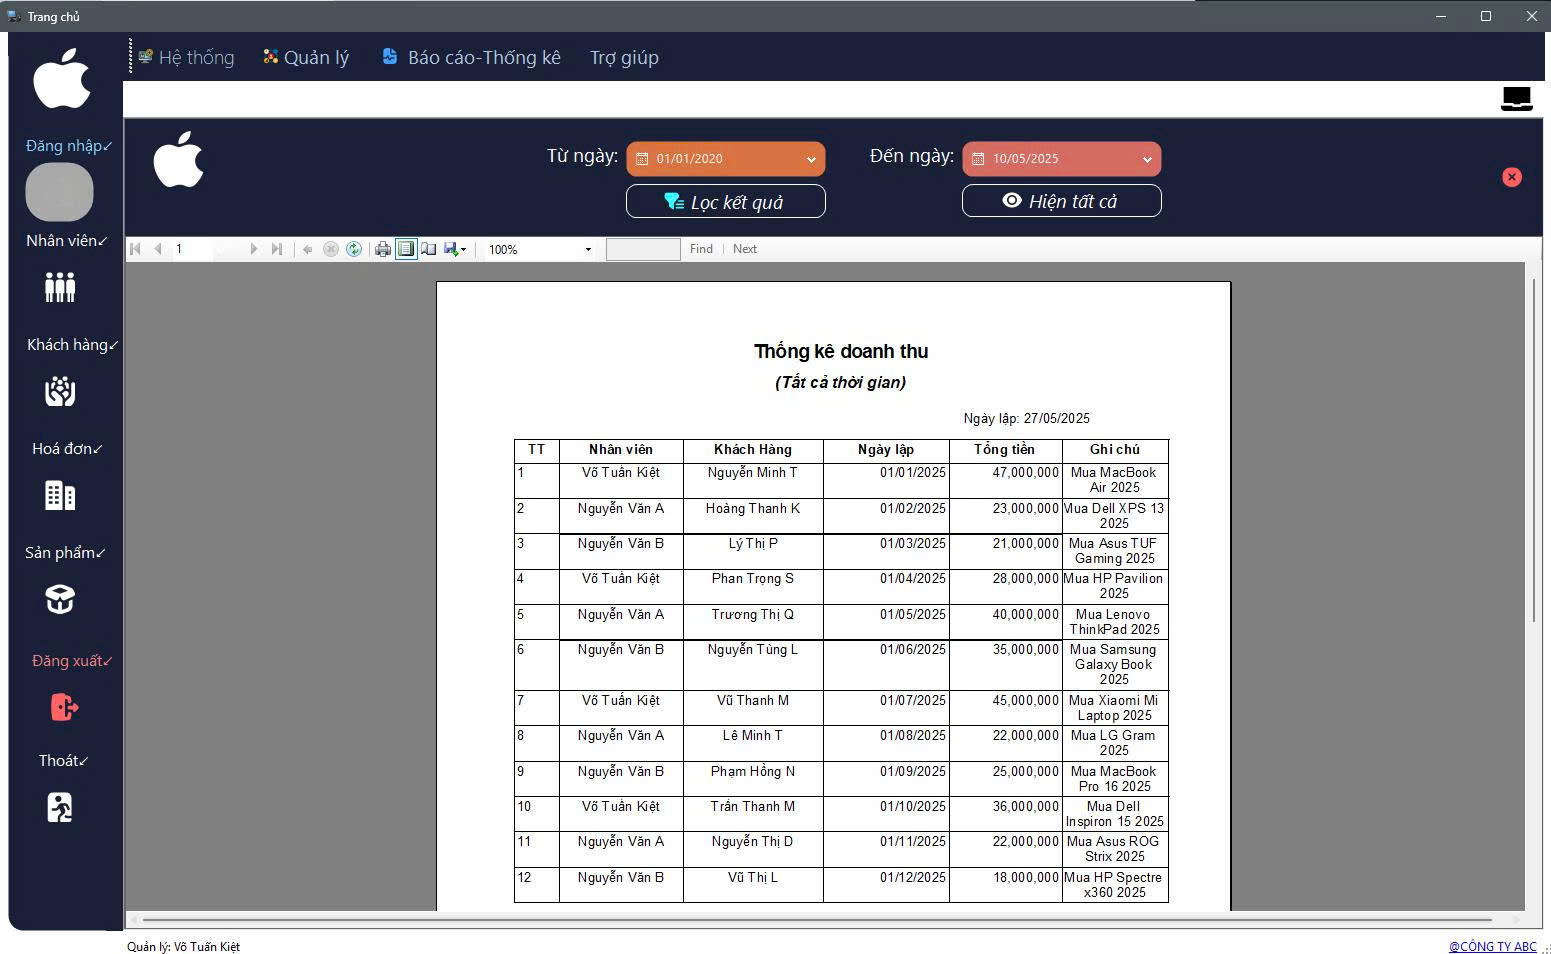 Trang chủ
Hệ thống Quản lý Báo cáo-Thống kê Trợ giúp
Đăng nhập
Nhân viên
Khách hàng
Hoá đơn
Sản phẩm
Đăng xuất
Thoát
Từ ngày: 01/01/2020 Đến ngày: 10/05/2025
Lọc kết quả Hiện tất cả
1 100% Find Next
Thống kê doanh thu
(Tất cả thời gian)
Ngày lập: 27/05/2025
TT Nhân viên Khách Hàng Ngày lập Tổng tiền Ghi chú
1 Võ Tuấn Kiệt Nguyễn Minh T 01/01/2025 47,000,000 Mua MacBook
Air 2025
2 Nguyễn Văn A Hoàng Thanh K 01/02/2025 23,000,000 Mua Dell XPS 13
2025
3 Nguyễn Văn B Lý Thị P 01/03/2025 21,000,000 Mua Asus TUF
Gaming 2025
4 Võ Tuấn Kiệt Phan Trọng S 01/04/2025 28,000,000 Mua HP Pavilion
2025
5 Nguyễn Văn A Trương Thị Q 01/05/2025 40,000,000 Mua Lenovo
ThinkPad 2025
6 Nguyễn Văn B Nguyễn Tùng L 01/06/2025 35,000,000 Mua Samsung
Galaxy Book
2025
7 Võ Tuấn Kiệt Vũ Thanh M 01/07/2025 45,000,000 Mua Xiaomi Mi
Laptop 2025
8 Nguyễn Văn A Lê Minh T 01/08/2025 22,000,000 Mua LG Gram
2025
9 Nguyễn Văn B Phạm Hồng N 01/09/2025 25,000,000 Mua MacBook
Pro 16 2025
10 Võ Tuấn Kiệt Trần Thanh M 01/10/2025 36,000,000 Mua Dell
Inspiron 15 2025
11 Nguyễn Văn A Nguyễn Thị D 01/11/2025 22,000,000 Mua Asus ROG
Strix 2025
12 Nguyễn Văn B Vũ Thị L 01/12/2025 18,000,000 Mua HP Spectre
x360 2025
Quản lý: Võ Tuấn Kiệt
@CÔNG TY ABC